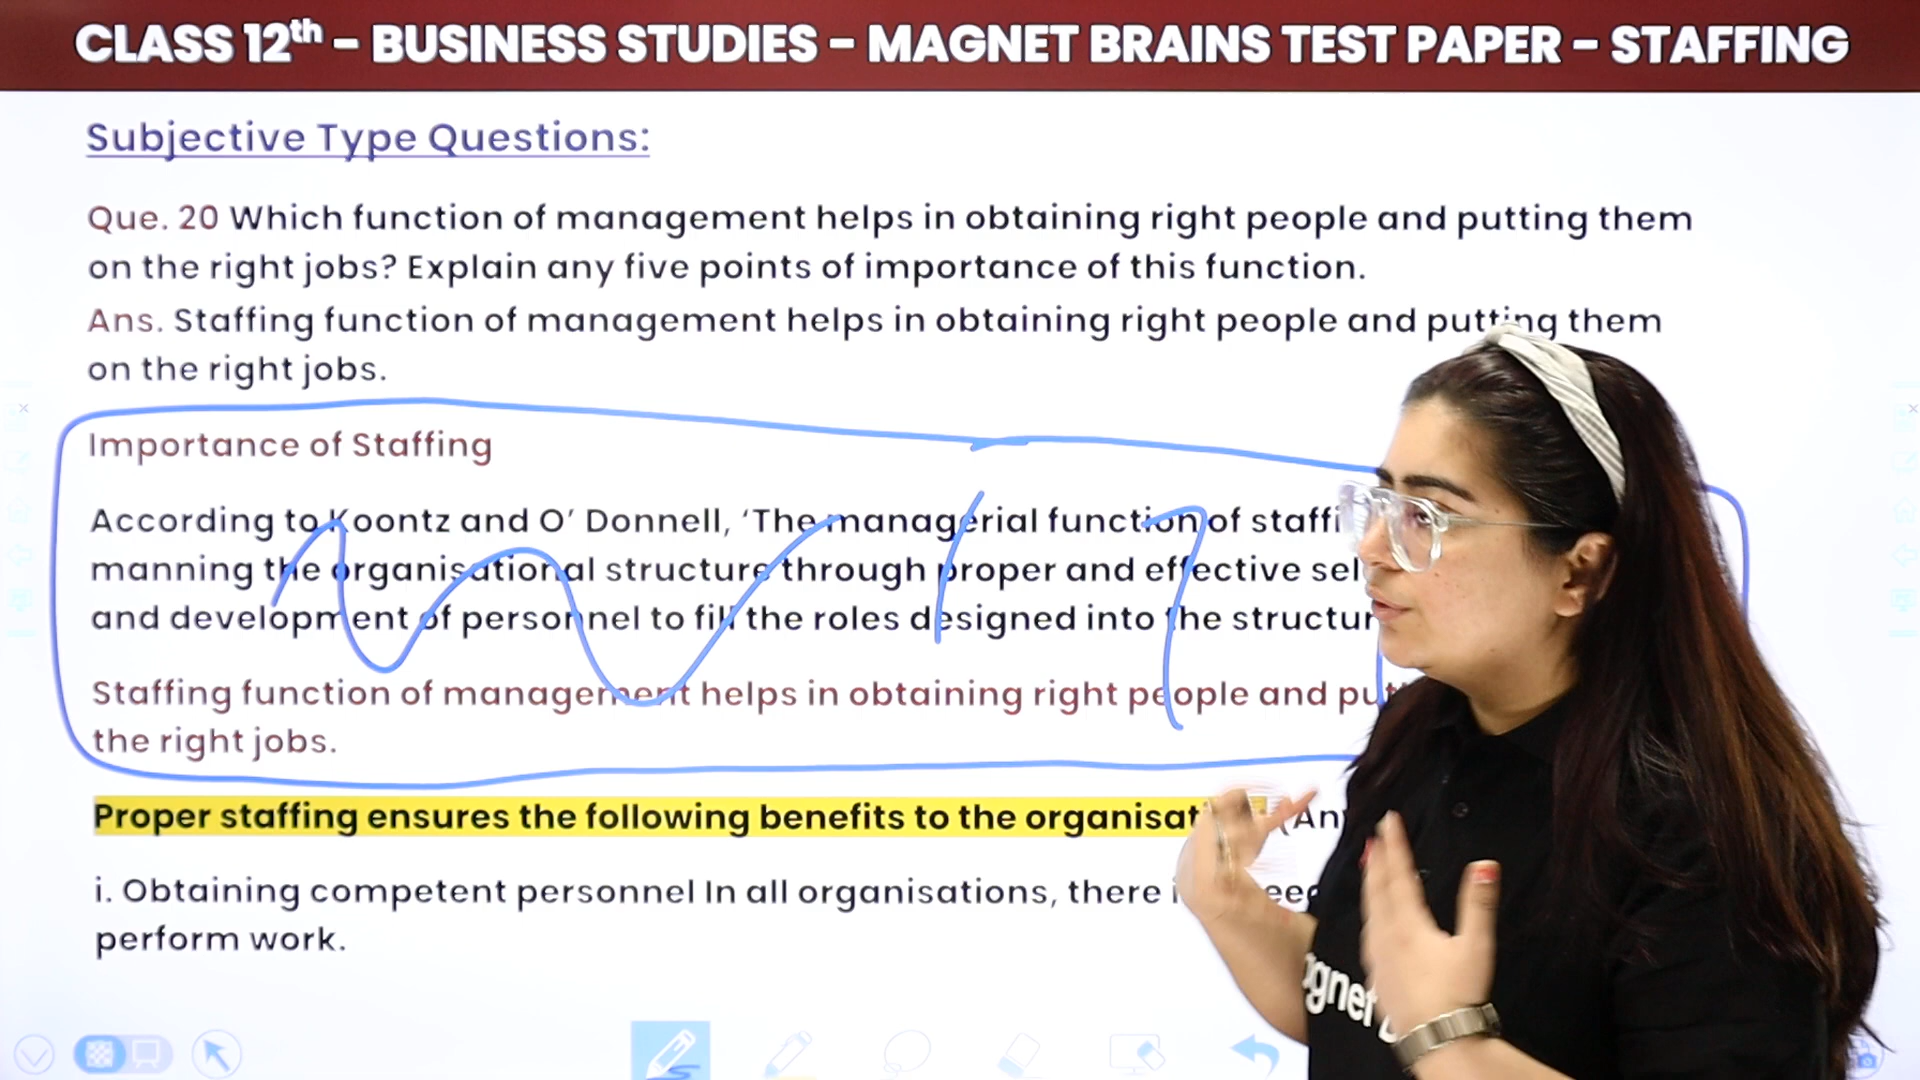 CLASS 12th - BUSINESS STUDIES - MAGNET BRAINS TEST PAPER - STAFFING
Subjective Type Questions:
Que. 20 Which function of management helps in obtaining right people and putting them
on the right jobs? Explain any five points of importance of this function.
Ans. Staffing function of management helps in obtaining right people and putting them
on the right jobs.
Importance of Staffing
According to Koontz and O' Donnell, 'The managerial function of
manning the organisational structure through proper and effective
and development of personnel to fill the roles designed into the
Staffing function of management helps in obtaining right people and
the right jobs.
Proper staffing ensures the following benefits to the
i. Obtaining competent personnel In all organisations, there
perform work.